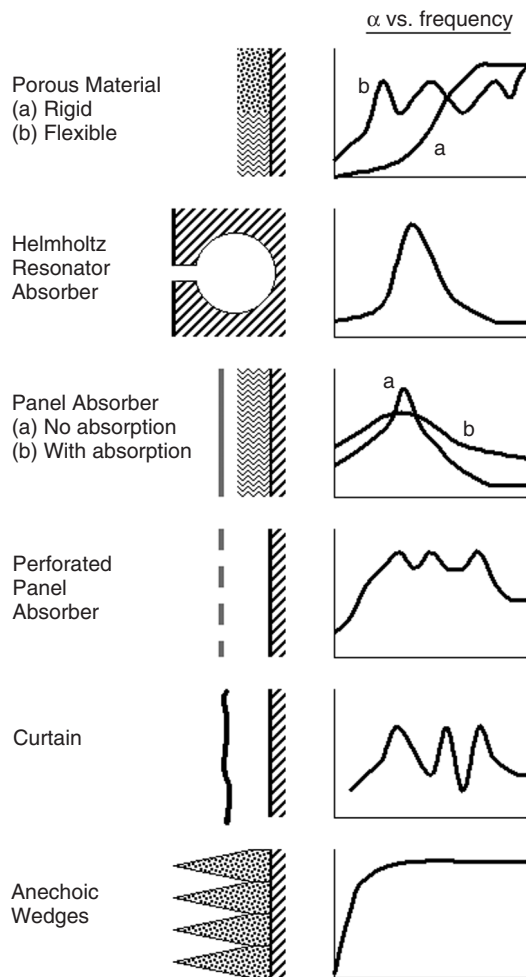 α vs. frequency
Porous Material
(a) Rigid
(b) Flexible
b
a
Helmholtz
Resonator
Absorber
Panel Absorber
(a) No absorption
(b) With absorption
a
b
Perforated
Panel
Absorber
Curtain
Anechoic
Wedges